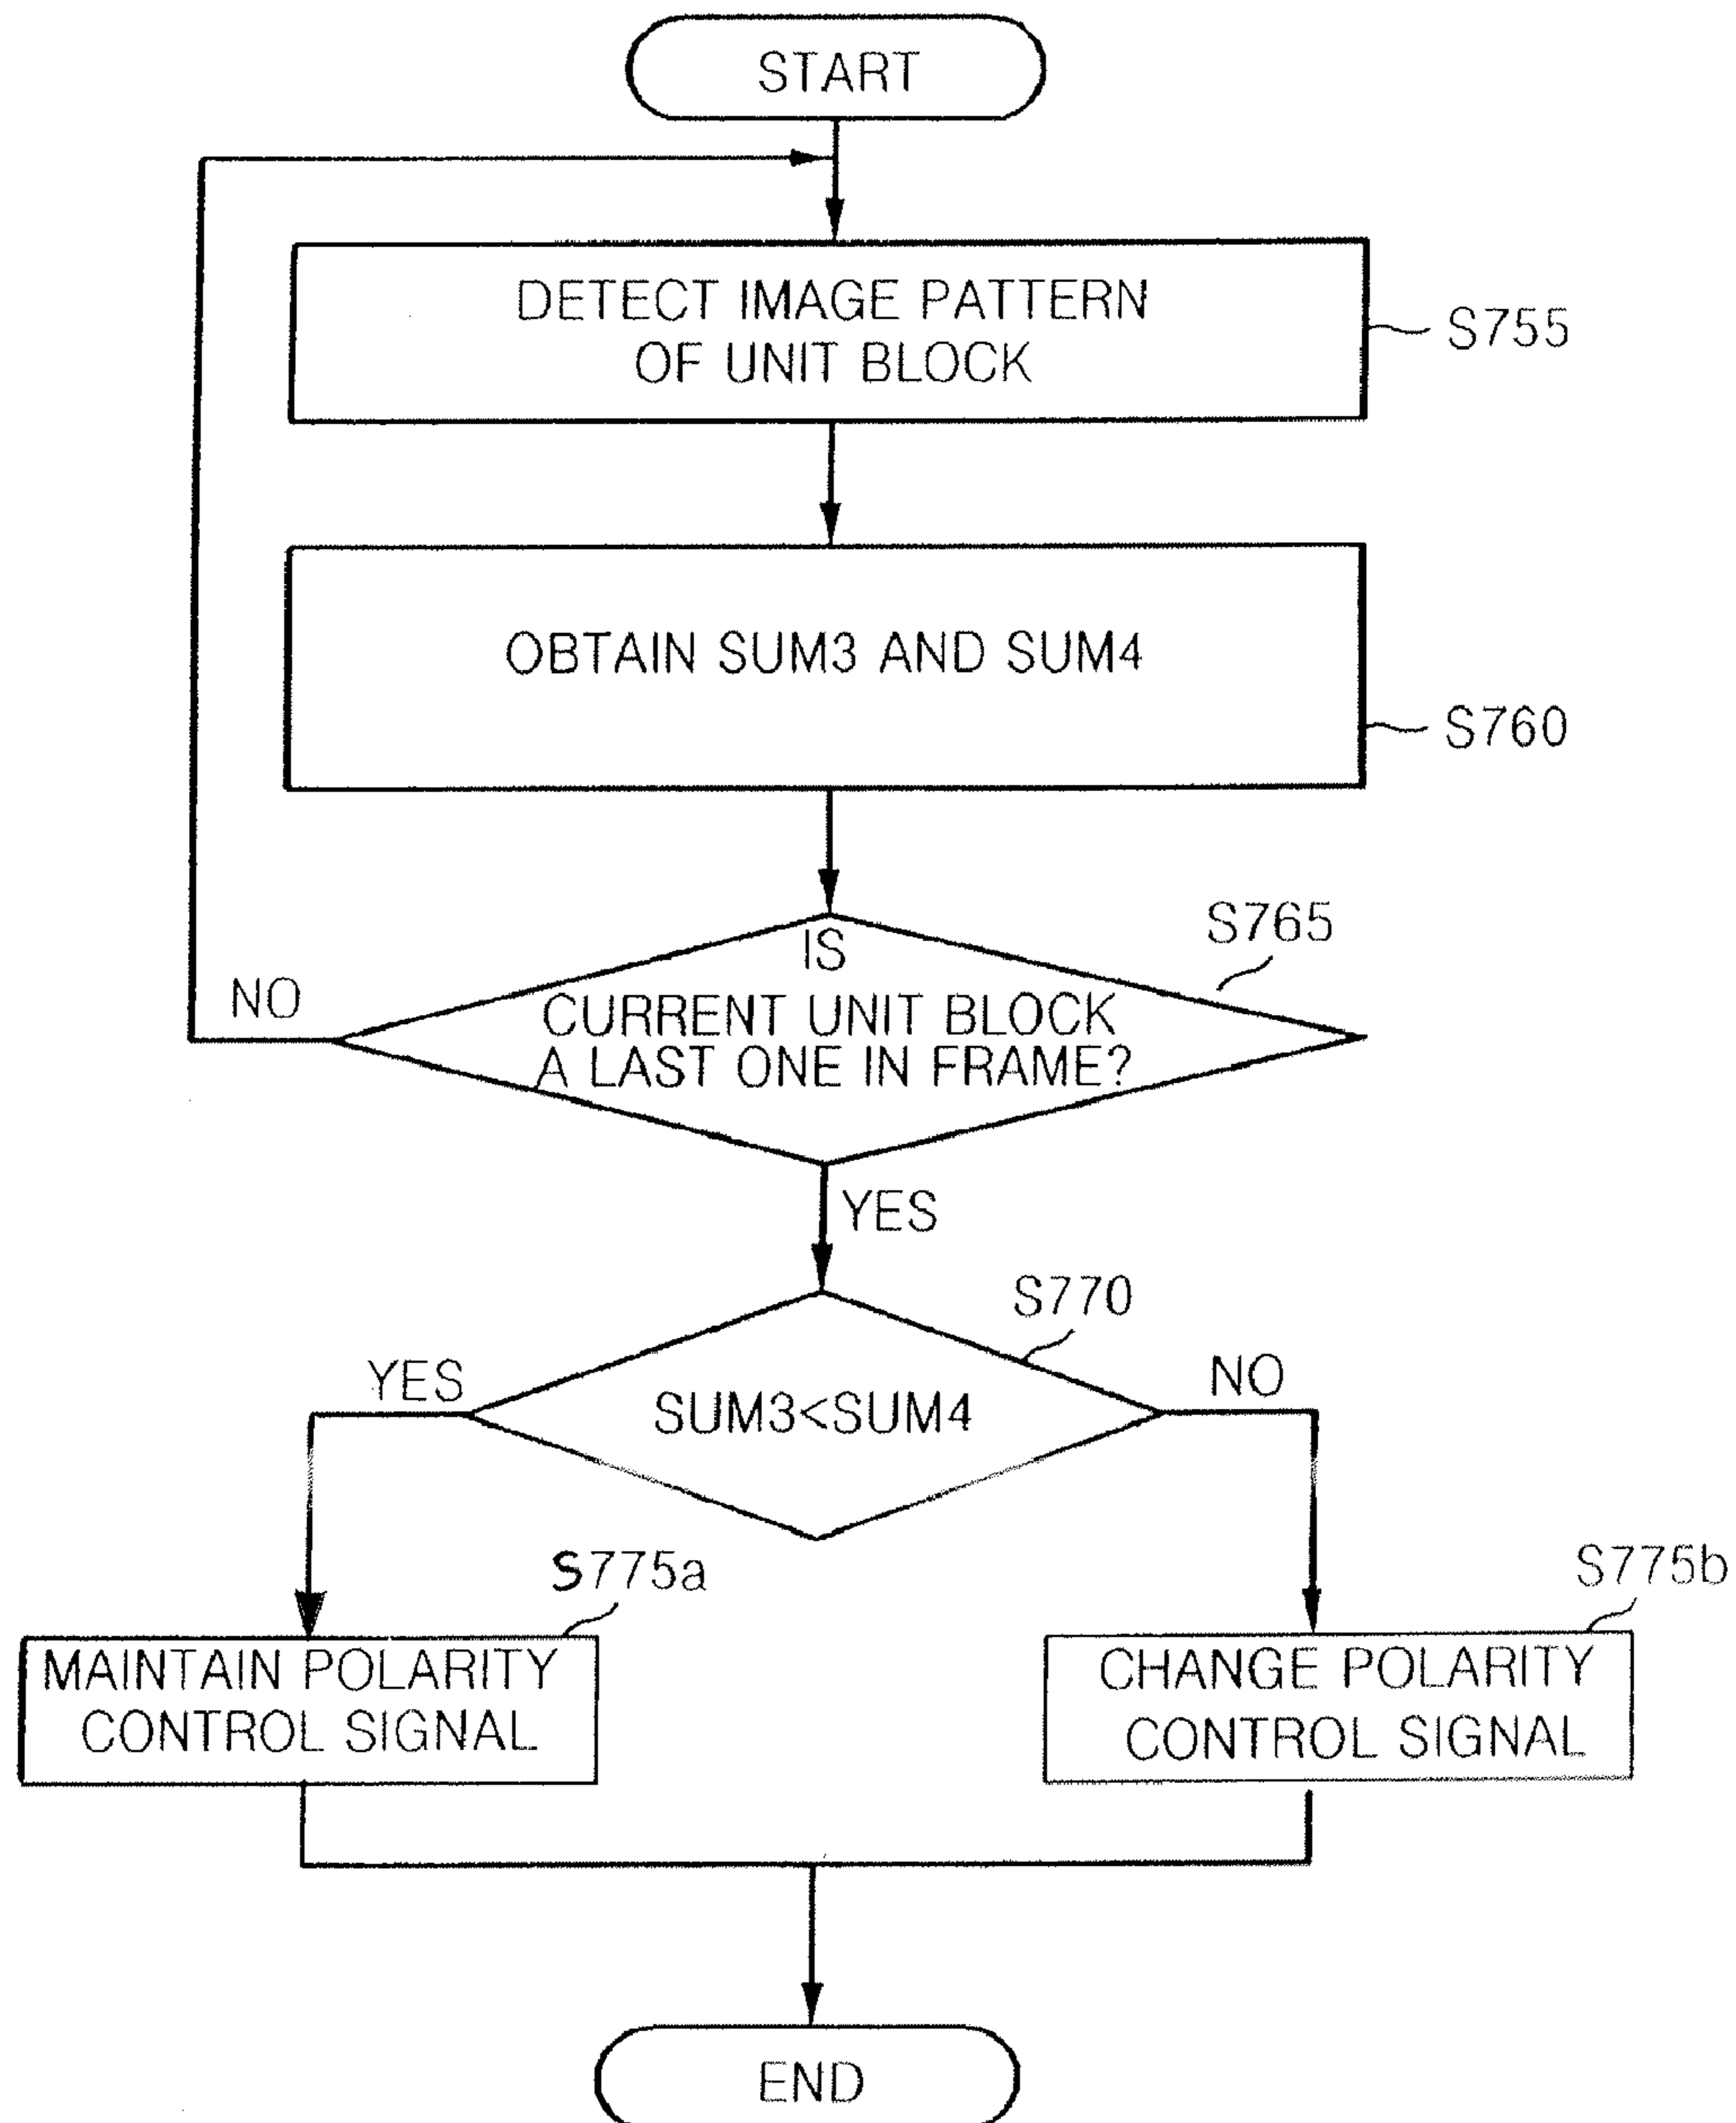 START
DETECT IMAGE PATTERN
OF UNIT BLOCK
S755
OBTAIN SUM3 AND SUM4
S760
S765
IS
CURRENT UNIT BLOCK
A LAST ONE IN FRAME?
NO
YES
S770
YES
SUM3<SUM4
NO
S775a
MAINTAIN POLARITY
CONTROL SIGNAL
S775b
CHANGE POLARITY
CONTROL SIGNAL
END